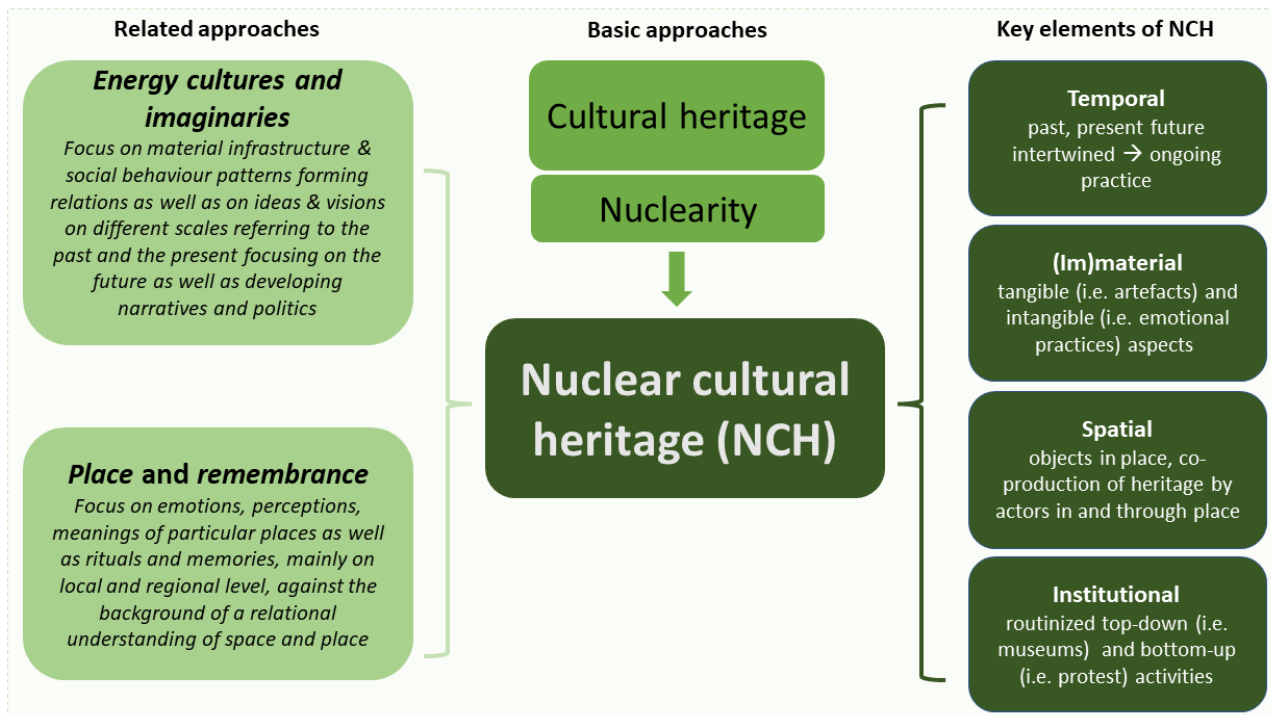 Related approaches
Energy cultures and
imaginaries
Focus on material infrastructure &
social behaviour patterns forming
relations as well as on ideas & visions
on different scales referring to the
past and the present focusing on the
future as well as developing
narratives and politics
Place and remembrance
Focus on emotions, perceptions,
meanings of particular places as well
as rituals and memories, mainly on
local and regional level, against the
background of a relational
understanding of space and place
Basic approaches
Cultural heritage
Nuclearity
Nuclear cultural
heritage (NCH)
Key elements of NCH
Temporal
past, present future
intertwined → ongoing
practice
(Im)material
tangible (i.e. artefacts) and
intangible (i.e. emotional
practices) aspects
Spatial
objects in place, co-
production of heritage by
actors in and through place
Institutional
routinized top-down (i.e.
museums) and bottom-up
(i.e. protest) activities